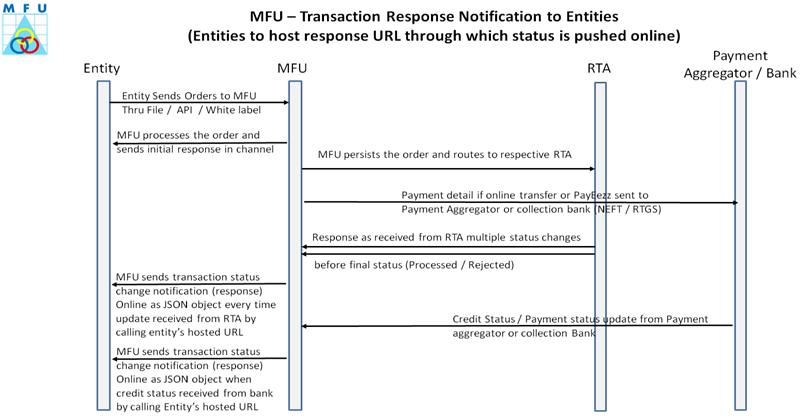 M F U
MFU – Transaction Response Notification to Entities
(Entities to host response URL through which status is pushed online)
Entity
MFU
RTA
Payment
Aggregator / Bank
Entity Sends Orders to MFU
Thru File / API / White label
MFU processes the order and
sends initial response in channel
MFU persists the order and routes to respective RTA
Payment detail if online transfer or PayEezz sent to
Payment Aggregator or collection bank (NEFT / RTGS)
Response as received from RTA multiple status changes
before final status (Processed / Rejected)
MFU sends transaction status
change notification (response)
Online as JSON object every time
update received from RTA by
calling entity's hosted URL
Credit Status / Payment status update from Payment
aggregator or collection Bank
MFU sends transaction status
change notification (response)
Online as JSON object when
credit status received from bank
by calling Entity's hosted URL